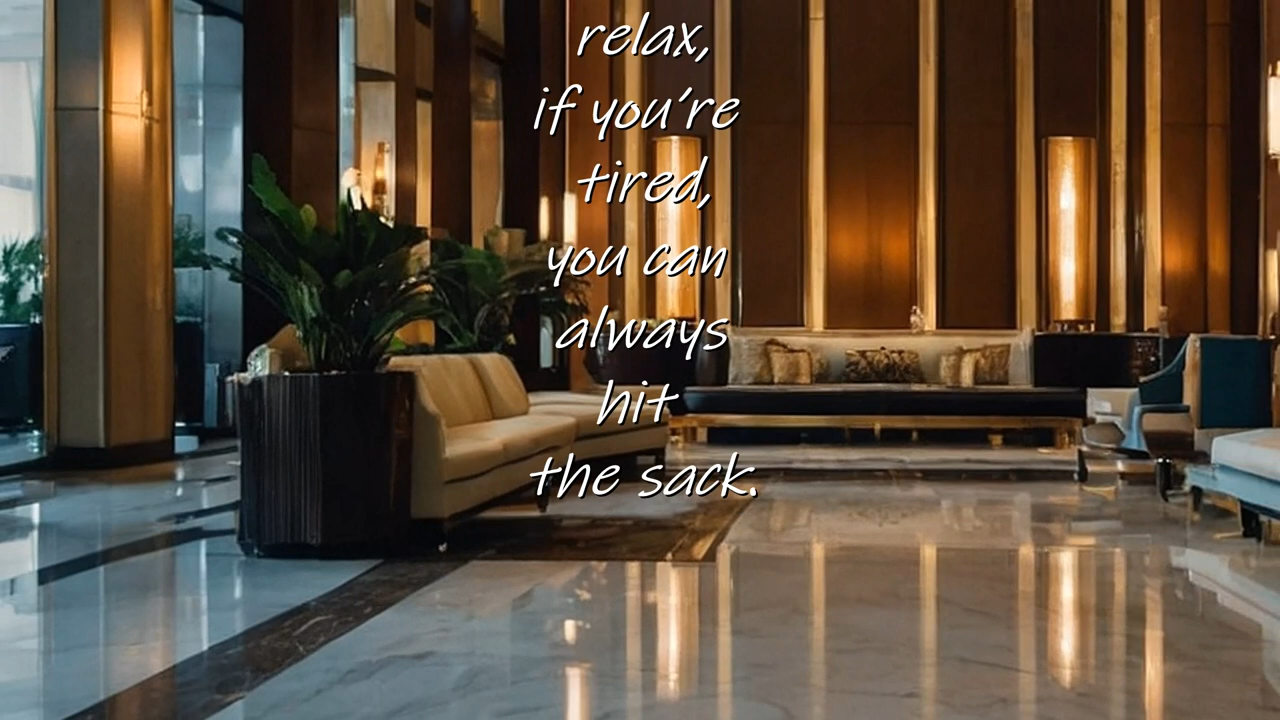 relax,
if you're
tired,
you can
always
hit
the sack.